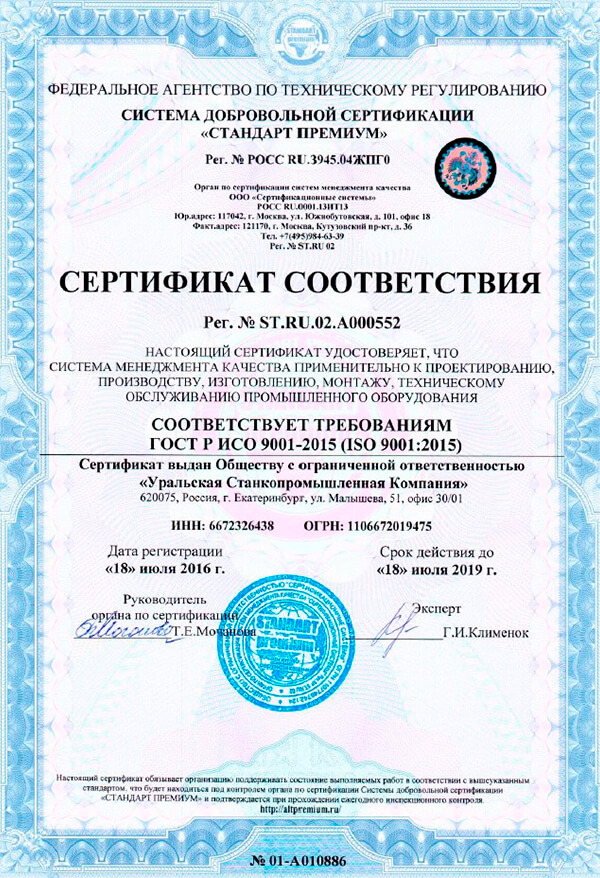 STANDART
premium
ФЕДЕРАЛЬНОЕ АГЕНТСТВО ПО ТЕХНИЧЕСКОМУ РЕГУЛИРОВАНИЮ
СИСТЕМА ДОБРОВОЛЬНОЙ СЕРТИФИКАЦИИ
«СТАНДАРТ ПРЕМИУМ»
Рег. № РОСС RU.3945.04ЖПГ0
Орган по сертификации систем менеджмента качества
ООО «Сертификационные системы»
РОСС RU.0001.13ИТ13
Юр.адрес: 117042, г. Москва, ул. Южнобутовская, д. 101, офис 18
Факт.адрес: 121170, г. Москва, Кутузовский пр-кт, д. 36
Тел. +7(495)984-63-39
Рег. № ST.RU 02
СЕРТИФИКАТ СООТВЕТСТВИЯ
Рег. № ST.RU.02.A000552
НАСТОЯЩИЙ СЕРТИФИКАТ УДОСТОВЕРЯЕТ, ЧТО
СИСТЕМА МЕНЕДЖМЕНТА КАЧЕСТВА ПРИМЕНИТЕЛЬНО К ПРОЕКТИРОВАНИЮ,
ПРОИЗВОДСТВУ, ИЗГОТОВЛЕНИЮ, МОНТАЖУ, ТЕХНИЧЕСКОМУ
ОБСЛУЖИВАНИЮ ПРОМЫШЛЕННОГО ОБОРУДОВАНИЯ
СООТВЕТСТВУЕТ ТРЕБОВАНИЯМ
ГОСТ Р ИСО 9001-2015 (ISO 9001:2015)
Сертификат выдан Обществу с ограниченной ответственностью
«Уральская Станкопромышленная Компания»
620075, Россия, г. Екатеринбург, ул. Малышева, 51, офис 30/01
ИНН: 6672326438 ОГРН: 1106672019475
Дата регистрации Срок действия до
«18» июля 2016 г. «18» июля 2019 г.
Руководитель
органа по сертификации Эксперт
Т.Е.Мочанова Г.И.Клименок
STANDART
premium
Настоящий сертификат обязывает организацию поддерживать состояние выполняемых работ в соответствии с вышеуказанным
стандартом, что будет находиться под контролем органа по сертификации Системы добровольной сертификации
«СТАНДАРТ ПРЕМИУМ» и подтверждается при прохождении ежегодного инспекционного контроля
http://altpremium.ru/
№ 01-А010886